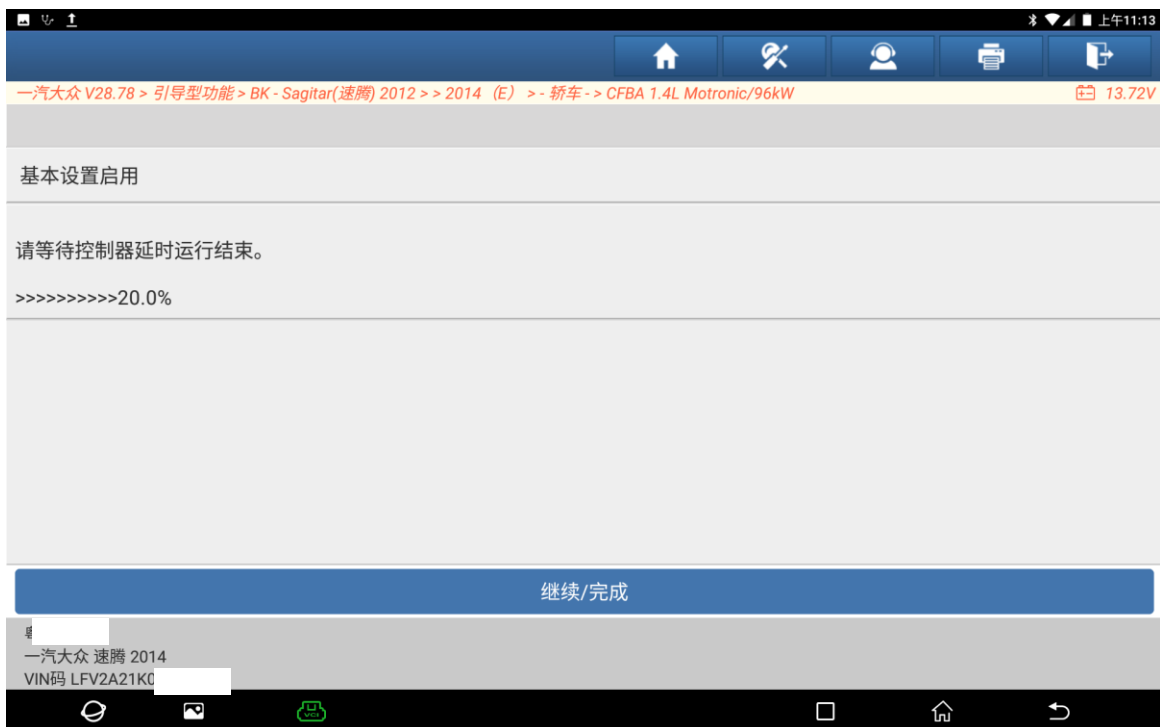 上午11:13
一汽大众 V28.78 > 引导型功能 > BK - Sagitar(速腾) 2012 > > 2014（E） > - 轿车 - > CFBA 1.4L Motronic/96kW 13.72V
基本设置启用
请等待控制器延时运行结束。
>>>>>>>>>>20.0%
继续/完成
一汽大众 速腾 2014
VIN码 LFV2A21K0
VCI